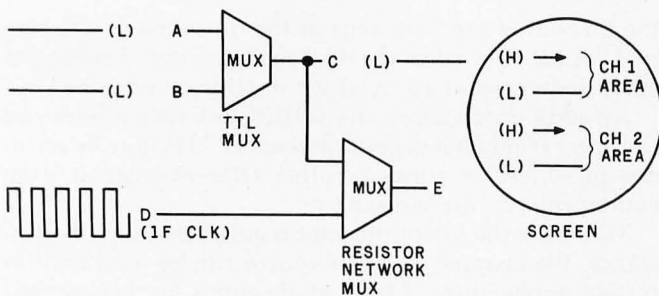 (L) A
MUX
C (L)
(L) B
TTL
MUX
D
(1F CLK)
MUX
E
RESISTOR
NETWORK
MUX
(H)
CH 1
(L)
AREA
(H)
CH 2
(L)
AREA
SCREEN